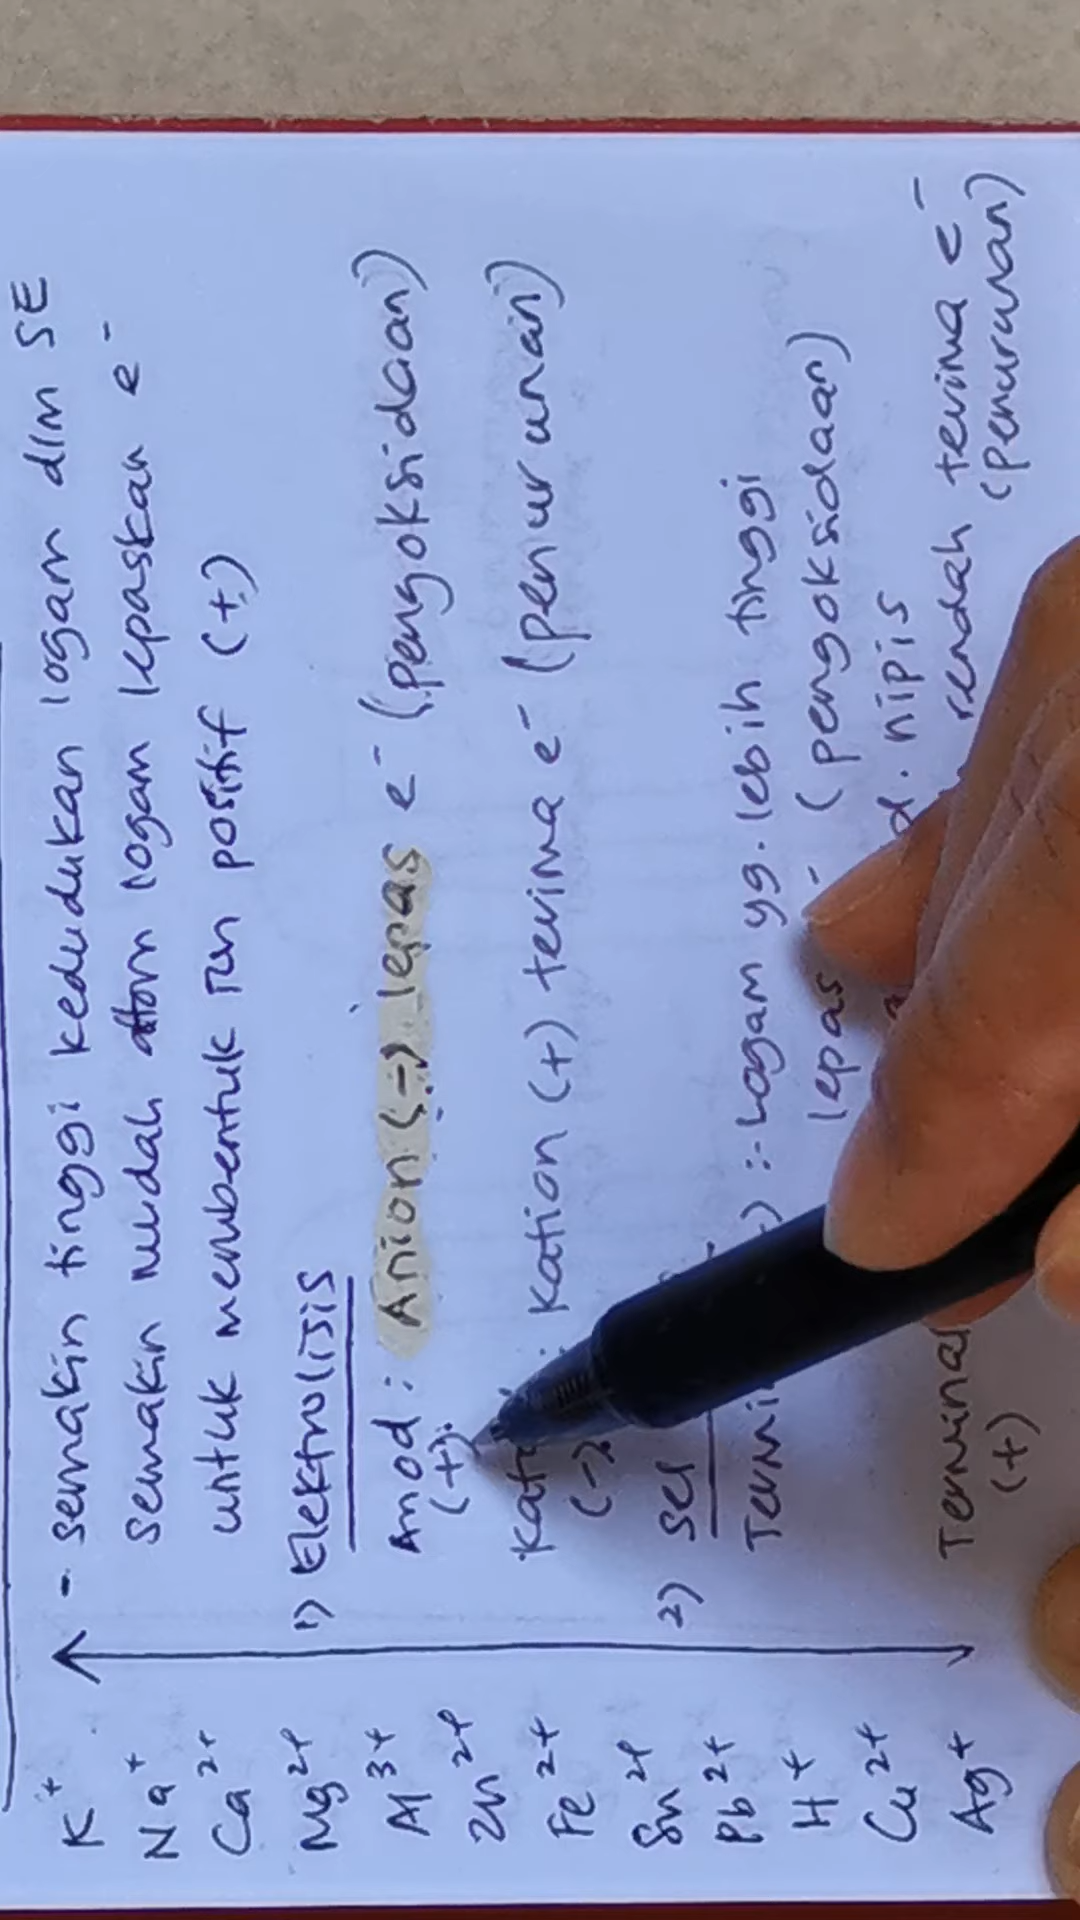 K⁺
Na⁺
Ca²⁺
Mg²⁺
Al³⁺
Zn²⁺
Fe²⁺
Sn²⁺
Pb²⁺
H⁺
Cu²⁺
Ag⁺
- semakin tinggi kedudukan logam dlm SE
semakin mudah atom logam lepaskan e⁻
untuk membentuk ion positif (+)
1) Elektrolisis
Anod : Anion (-) lepas e⁻ (pengoksidaan)
(+)
: Kation (+) terima e⁻ (penurunan)
(-)
2) Sel
: - Logam yg. lebih tinggi
lepas (pengoksidaan)
nipis
Terminal rendah terima e⁻
(+) (penurunan)